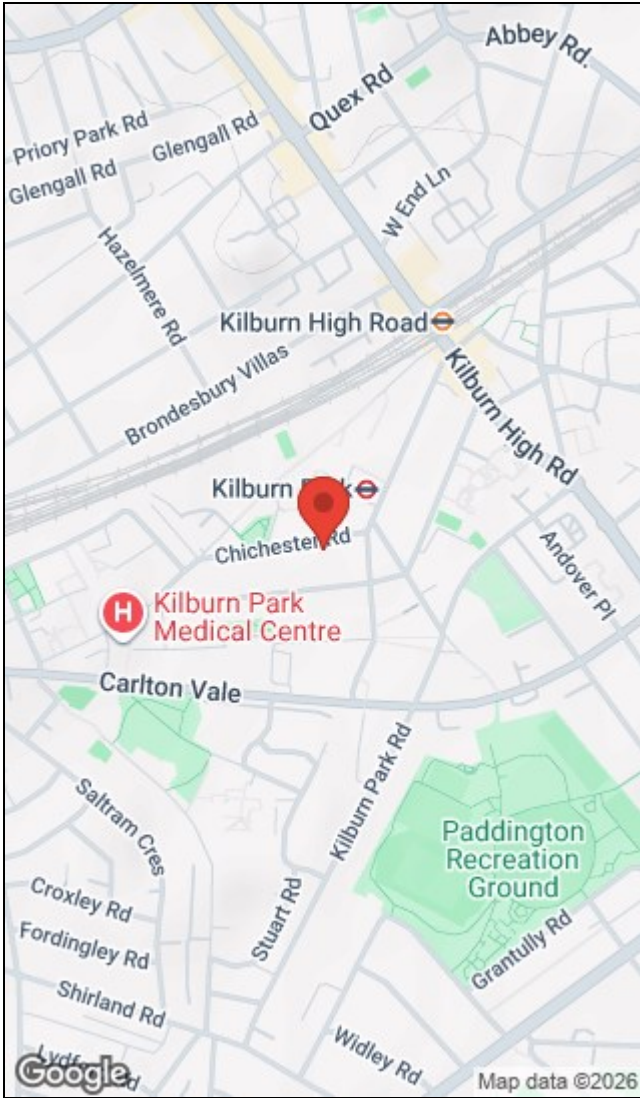 Abbey Rd.
Quex Rd
Priory Park Rd
Glengall Rd
Glengall Rd
W End Ln
Hazelmere Rd
Kilburn High Road
Brondesbury Villas
Kilburn High Rd
Kilburn
Chichester Rd
Andover Pl
H
Kilburn Park
Medical Centre
Carlton Vale
Kilburn Park Rd
Saltram Cres
Paddington
Recreation
Ground
Croxley Rd
Stuart Rd
Fordingley Rd
Grantully Rd
Shirland Rd
Widley Rd
Google
Map data ©2026